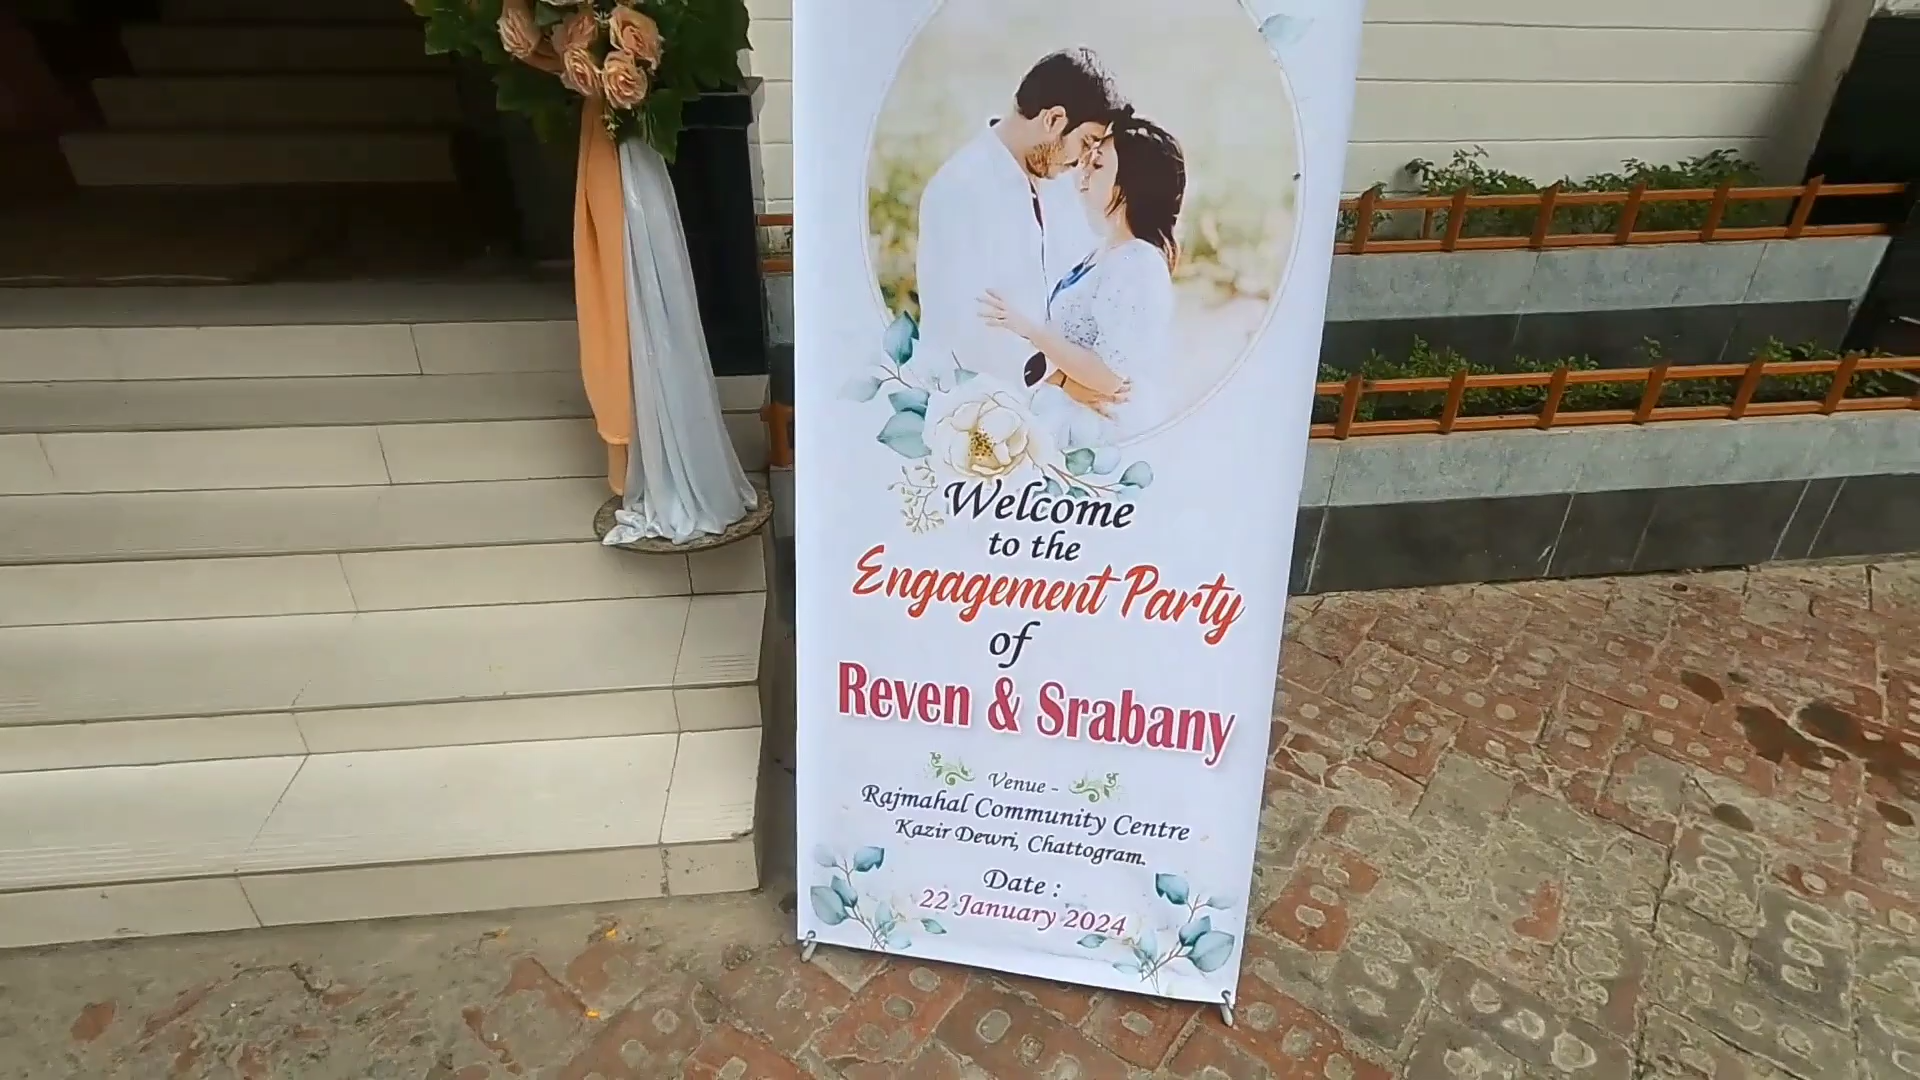 Welcome
to the
Engagement Party
of
Reven & Srabany
Venue -
Rajmahal Community Centre
Kazir Dewri, Chattogram.
Date :
22 January 2024